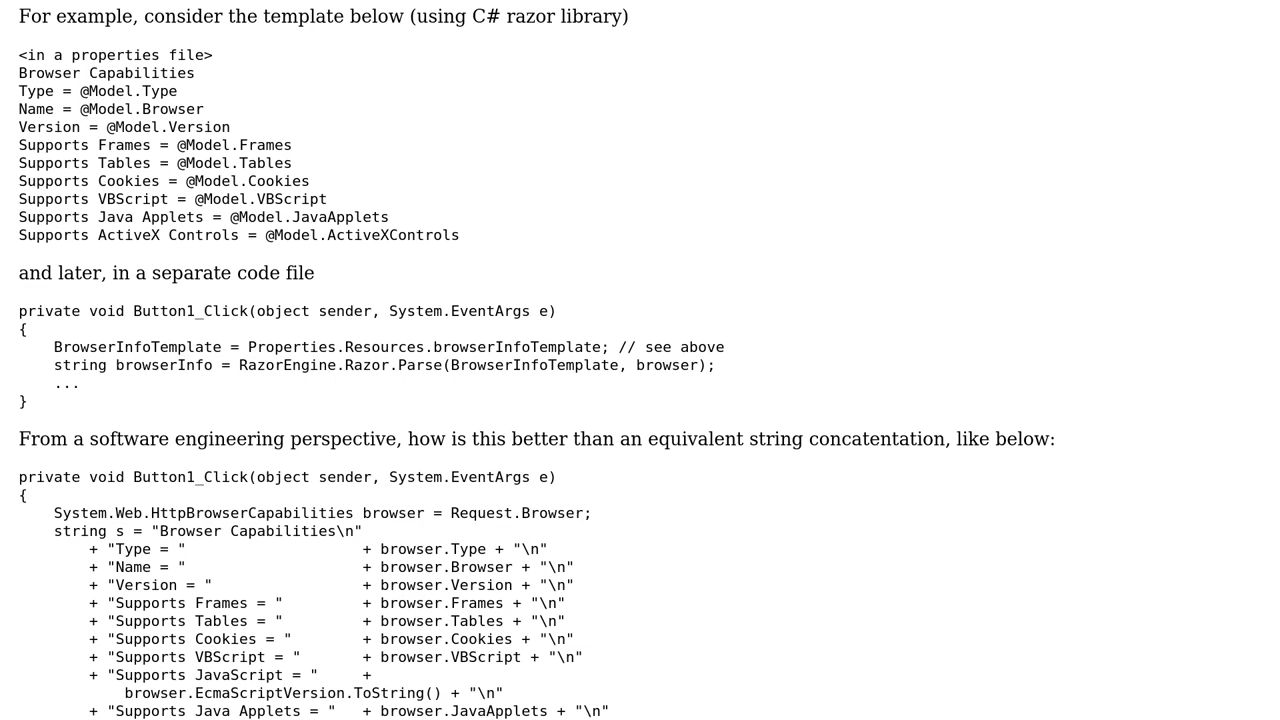 For example, consider the template below (using C# razor library)
<in a properties file>
Browser Capabilities
Type = @Model.Type
Name = @Model.Browser
Version = @Model.Version
Supports Frames = @Model.Frames
Supports Tables = @Model.Tables
Supports Cookies = @Model.Cookies
Supports VBScript = @Model.VBScript
Supports Java Applets = @Model.JavaApplets
Supports ActiveX Controls = @Model.ActiveXControls
and later, in a separate code file
private void Button1_Click(object sender, System.EventArgs e)
{
    BrowserInfoTemplate = Properties.Resources.browserInfoTemplate; // see above
    string browserInfo = RazorEngine.Razor.Parse(BrowserInfoTemplate, browser);
    ...
}
From a software engineering perspective, how is this better than an equivalent string concatentation, like below:
private void Button1_Click(object sender, System.EventArgs e)
{
    System.Web.HttpBrowserCapabilities browser = Request.Browser;
    string s = "Browser Capabilities\n"
        + "Type = "                    + browser.Type + "\n"
        + "Name = "                    + browser.Browser + "\n"
        + "Version = "                 + browser.Version + "\n"
        + "Supports Frames = "         + browser.Frames + "\n"
        + "Supports Tables = "         + browser.Tables + "\n"
        + "Supports Cookies = "        + browser.Cookies + "\n"
        + "Supports VBScript = "       + browser.VBScript + "\n"
        + "Supports JavaScript = "     +
            browser.EcmaScriptVersion.ToString() + "\n"
        + "Supports Java Applets = "   + browser.JavaApplets + "\n"